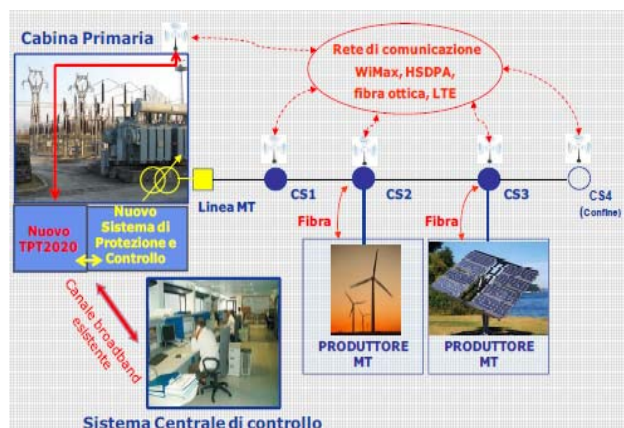 Cabina Primaria
Rete di comunicazione
WiMax, HSDPA,
fibra ottica, LTE
Linea MT
CS1
CS2
CS3
CS4
(Confine)
Nuovo
TPT2020
Nuovo
Sistema di
Protezione e
Controllo
Fibra
Fibra
Canale broadband
esistente
PRODUTTORE
MT
PRODUTTORE
MT
Sistema Centrale di controllo